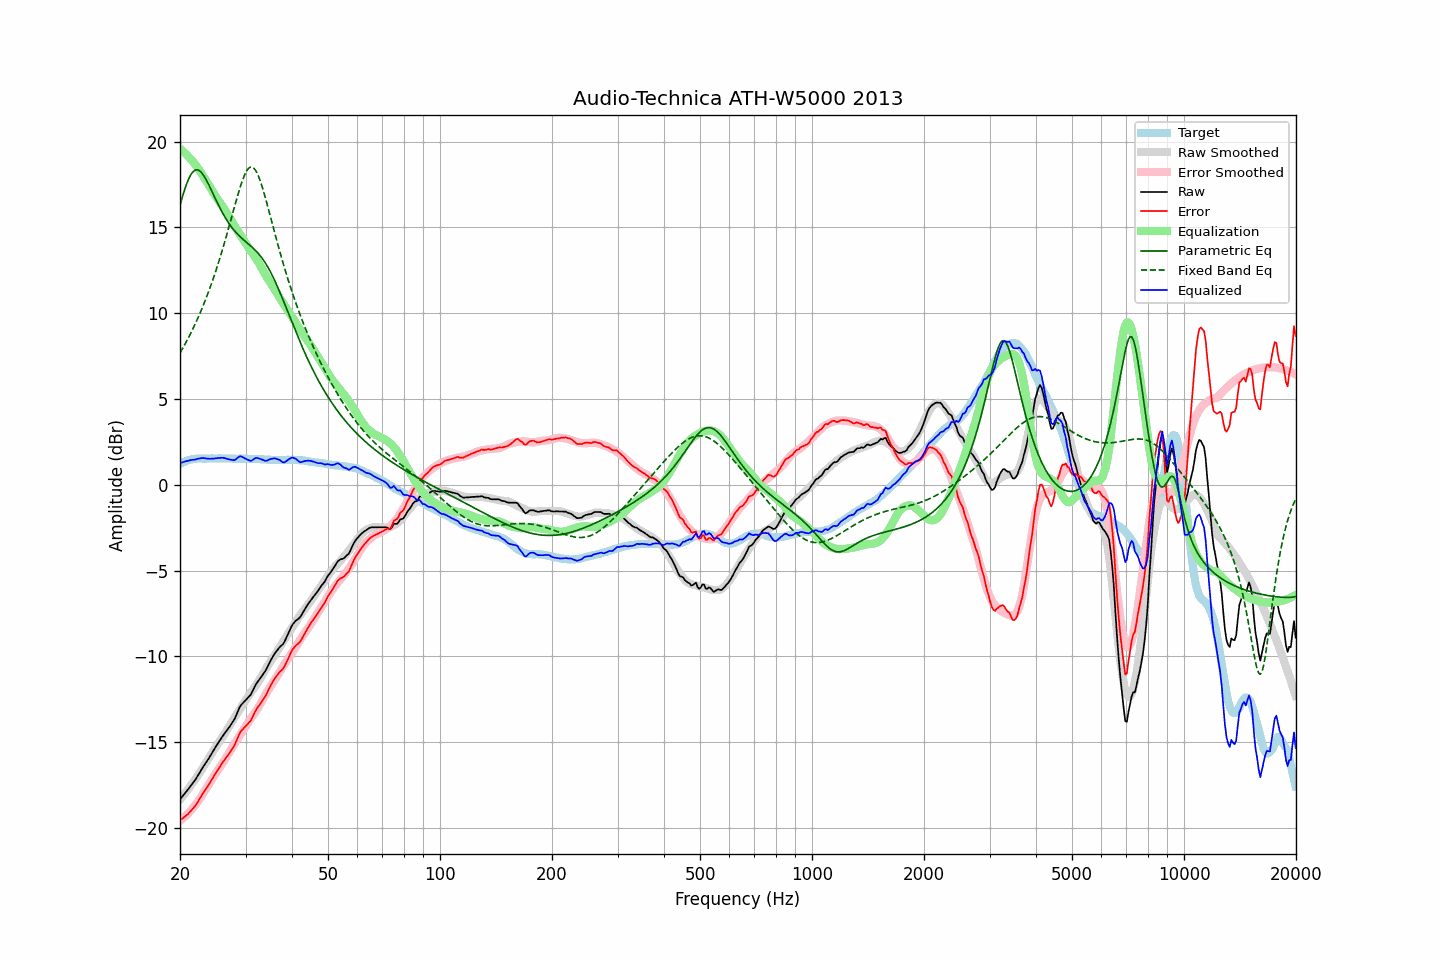 Audio-Technica ATH-W5000 2013
Target
Raw Smoothed
Error Smoothed
Raw
Error
Equalization
Parametric Eq
Fixed Band Eq
Equalized
20
15
10
5
0
−5
−10
−15
−20
Amplitude (dBr)
20 50 100 200 500 1000 2000 5000 10000 20000
Frequency (Hz)